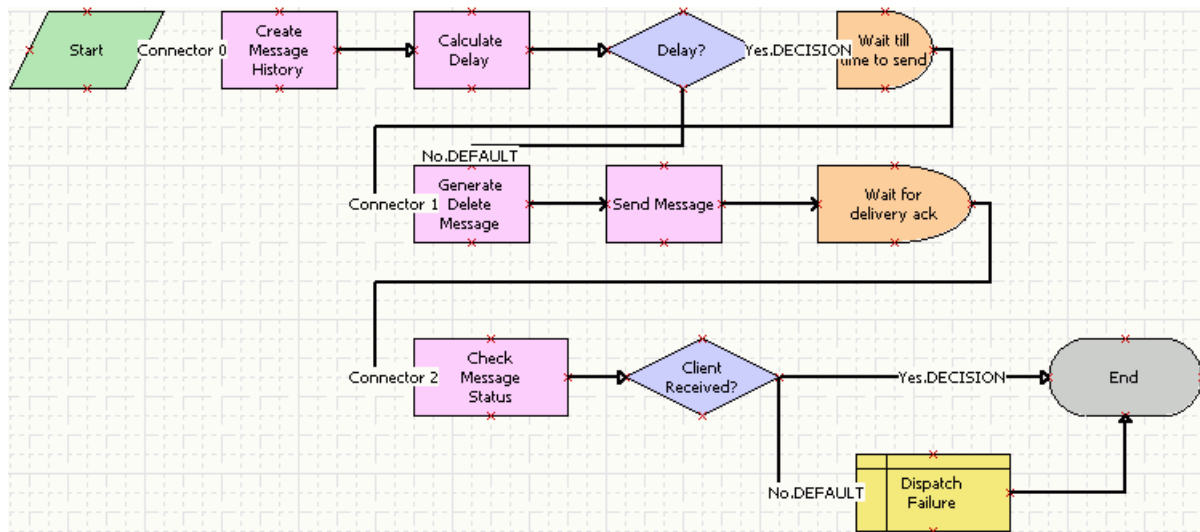 Start
Connector 0
Create
Message
History
Calculate
Delay
Delay?
Yes.DECISION
Wait till
time to send
No.DEFAULT
Connector 1
Generate
Delete
Message
Send Message
Wait for
delivery ack
Connector 2
Check
Message
Status
Client
Received?
Yes.DECISION
End
No.DEFAULT
Dispatch
Failure